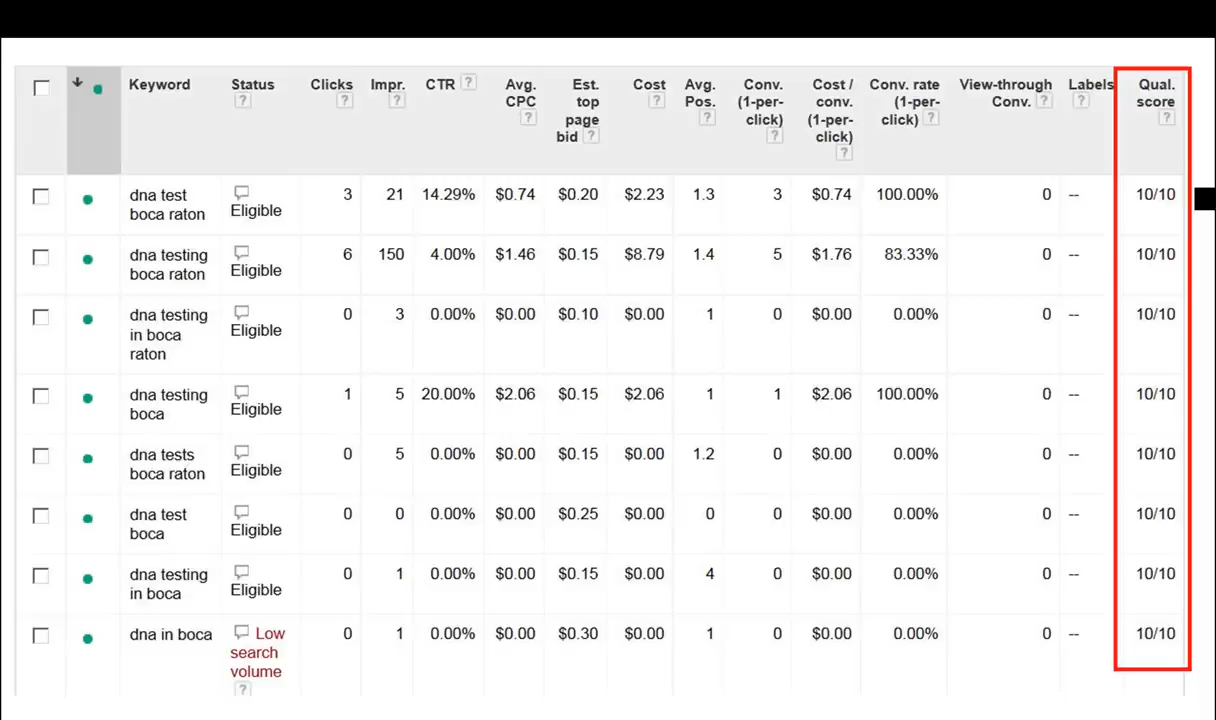 Keyword Status Clicks Impr. CTR ? Avg. Est. Cost Avg. Conv. Cost / Conv. rate View-through Labels Qual.
? ? ? CPC top ? Pos. (1-per- conv. (1-per- Conv. ? ? score
? page ? click) (1-per- click) ? ?
bid ? ? click)
?
dna test Eligible 3 21 14.29% $0.74 $0.20 $2.23 1.3 3 $0.74 100.00% 0 -- 10/10
boca raton
dna testing Eligible 6 150 4.00% $1.46 $0.15 $8.79 1.4 5 $1.76 83.33% 0 -- 10/10
boca raton
dna testing Eligible 0 3 0.00% $0.00 $0.10 $0.00 1 0 $0.00 0.00% 0 -- 10/10
in boca
raton
dna testing Eligible 1 5 20.00% $2.06 $0.15 $2.06 1 1 $2.06 100.00% 0 -- 10/10
boca
dna tests Eligible 0 5 0.00% $0.00 $0.15 $0.00 1.2 0 $0.00 0.00% 0 -- 10/10
boca raton
dna test Eligible 0 0 0.00% $0.00 $0.25 $0.00 0 0 $0.00 0.00% 0 -- 10/10
boca
dna testing Eligible 0 1 0.00% $0.00 $0.15 $0.00 4 0 $0.00 0.00% 0 -- 10/10
in boca
dna in boca Low 0 1 0.00% $0.00 $0.30 $0.00 1 0 $0.00 0.00% 0 -- 10/10
search
volume
?